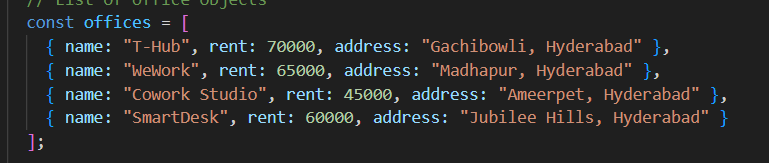 // List of office objects
const offices = [
{ name: "T-Hub", rent: 70000, address: "Gachibowli, Hyderabad" },
{ name: "WeWork", rent: 65000, address: "Madhapur, Hyderabad" },
{ name: "Cowork Studio", rent: 45000, address: "Ameerpet, Hyderabad" },
{ name: "SmartDesk", rent: 60000, address: "Jubilee Hills, Hyderabad" }
];